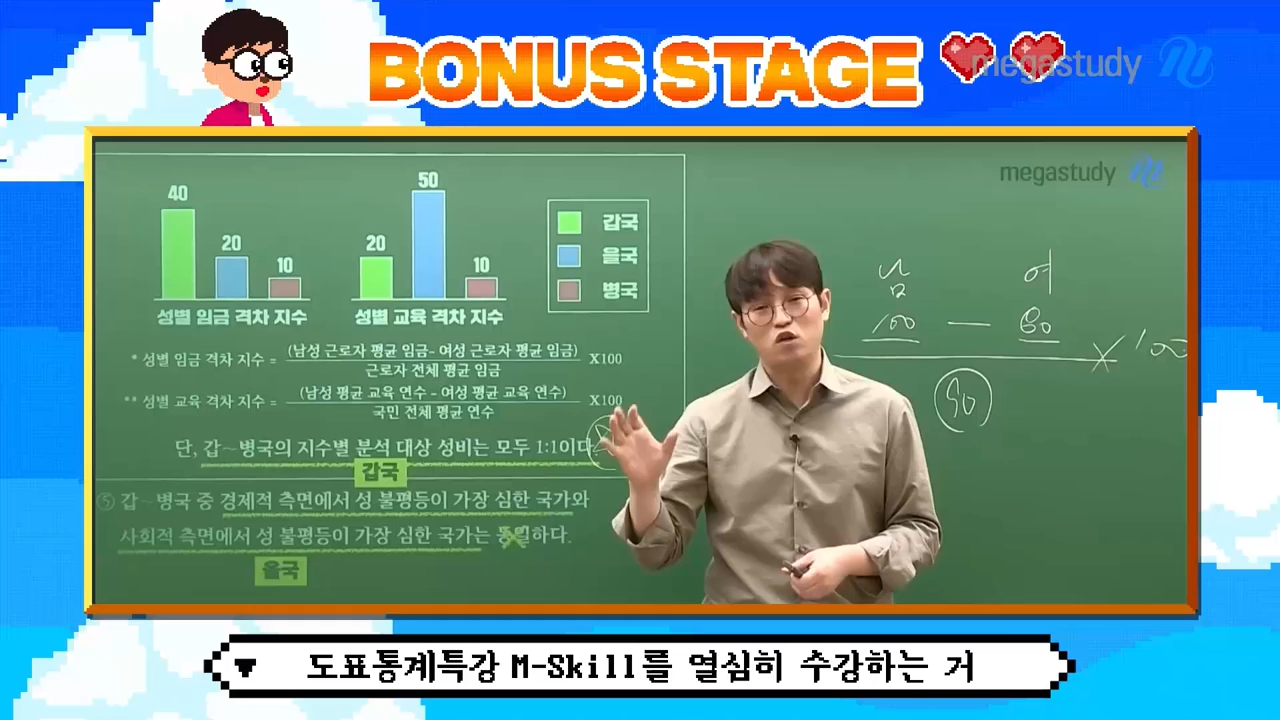 BONUS STAGE
megastudy
megastudy
40
20
10
성별 임금 격차 지수
20
50
10
성별 교육 격차 지수
갑국
을국
병국
* 성별 임금 격차 지수 = (남성 근로자 평균 임금- 여성 근로자 평균 임금) / 근로자 전체 평균 임금 X100
** 성별 교육 격차 지수 = (남성 평균 교육 연수 - 여성 평균 교육 연수) / 국민 전체 평균 연수 X100
단, 갑~병국의 지수별 분석 대상 성비는 모두 1:1이다
갑국
⑤ 갑~병국 중 경제적 측면에서 성 불평등이 가장 심한 국가와
사회적 측면에서 성 불평등이 가장 심한 국가는 동일하다.
을국
남 여
100 — 80
X 100
90
▼ 도표통계특강 M-Skill를 열심히 수강하는 거